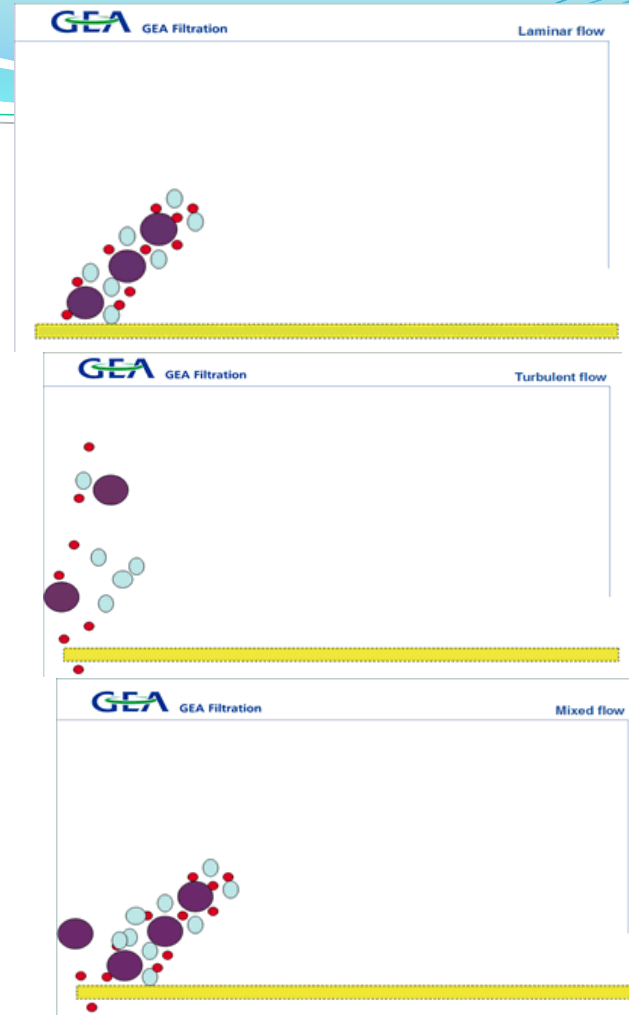 GEA GEA Filtration
Laminar flow
GEA GEA Filtration
Turbulent flow
GEA GEA Filtration
Mixed flow